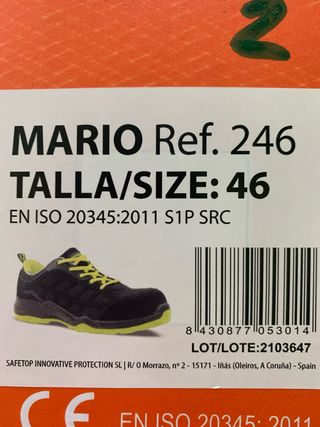 2
MARIO Ref. 246
TALLA/SIZE: 46
EN ISO 20345:2011 S1P SRC
8 430877 053014
LOT/LOTE:2103647
SAFETOP INNOVATIVE PROTECTION SL | R/ O Morrazo, nº 2 - 15171 - Iñás (Oleiros, A Coruña) - Spain
CE EN ISO 20345: 2011